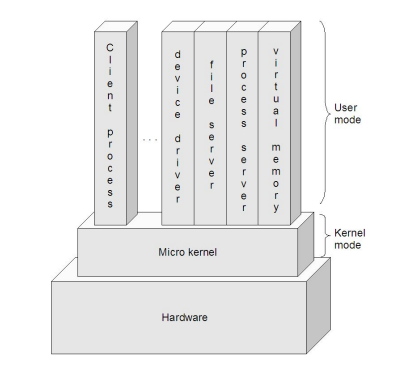 Client process
. . .
device driver
file server
process server
virtual memory
User
mode
Micro kernel
Kernel
mode
Hardware